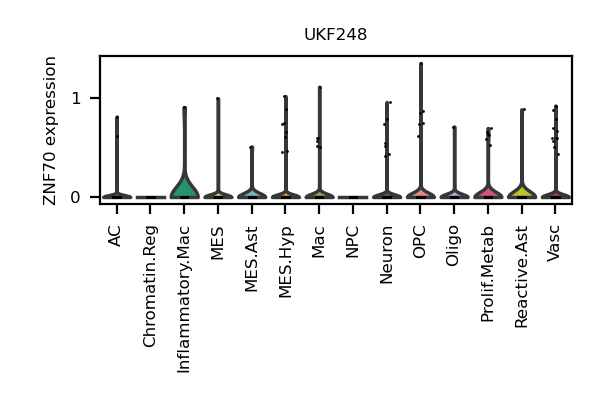 UKF248
ZNF70 expression
1
0
AC
Chromatin.Reg
Inflammatory.Mac
MES
MES.Ast
MES.Hyp
Mac
NPC
Neuron
OPC
Oligo
Prolif.Metab
Reactive.Ast
Vasc